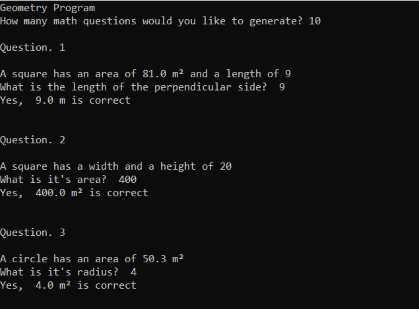 Geometry Program
How many math questions would you like to generate? 10
Question. 1
A square has an area of 81.0 m² and a length of 9
What is the length of the perpendicular side?  9
Yes,  9.0 m is correct
Question. 2
A square has a width and a height of 20
What is it's area?  400
Yes,  400.0 m² is correct
Question. 3
A circle has an area of 50.3 m²
What is it's radius?  4
Yes,  4.0 m² is correct